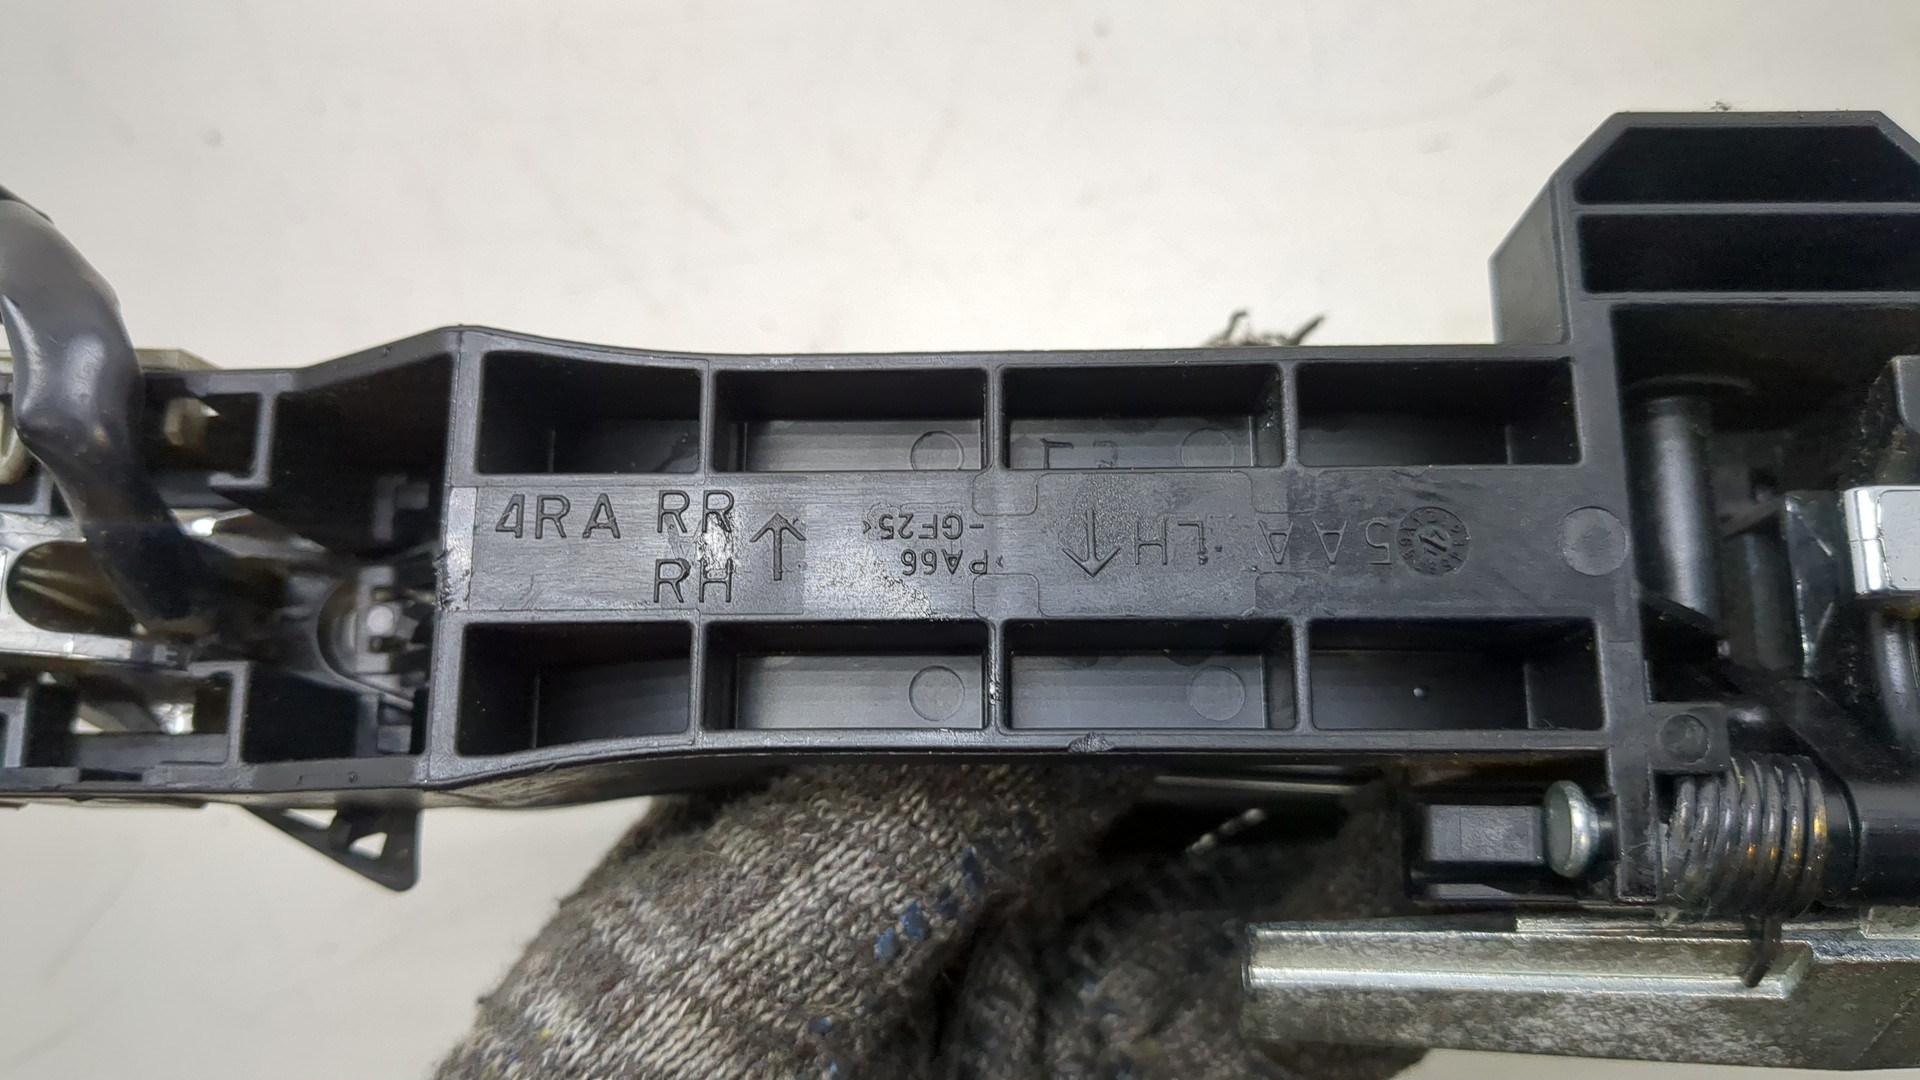 4RA RR
RH
>PA66
-GF25<
5AA LH